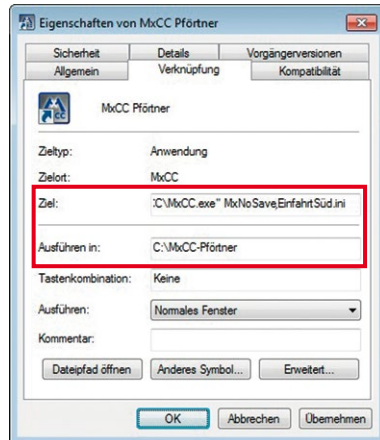 Eigenschaften von MxCC Pförtner
Sicherheit Details Vorgängerversionen
Allgemein Verknüpfung Kompatibilität
CC
MxCC Pförtner
Zieltyp: Anwendung
Zielort: MxCC
Ziel: :C\MxCC.exe" MxNoSave,EinfahrtSüd.ini
Ausführen in: C:\MxCC-Pförtner
Tastenkombination: Keine
Ausführen: Normales Fenster
Kommentar:
Dateipfad öffnen Anderes Symbol... Erweitert...
OK Abbrechen Übernehmen